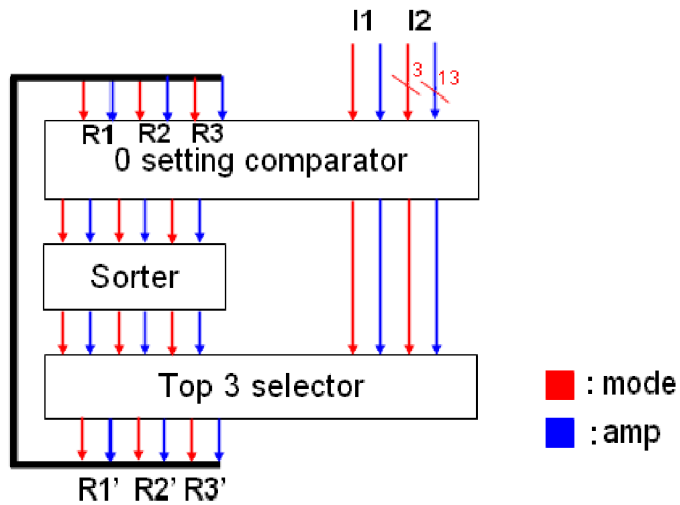 I1 I2
3 13
R1 R2 R3
0 setting comparator
Sorter
Top 3 selector
: mode
: amp
R1' R2' R3'